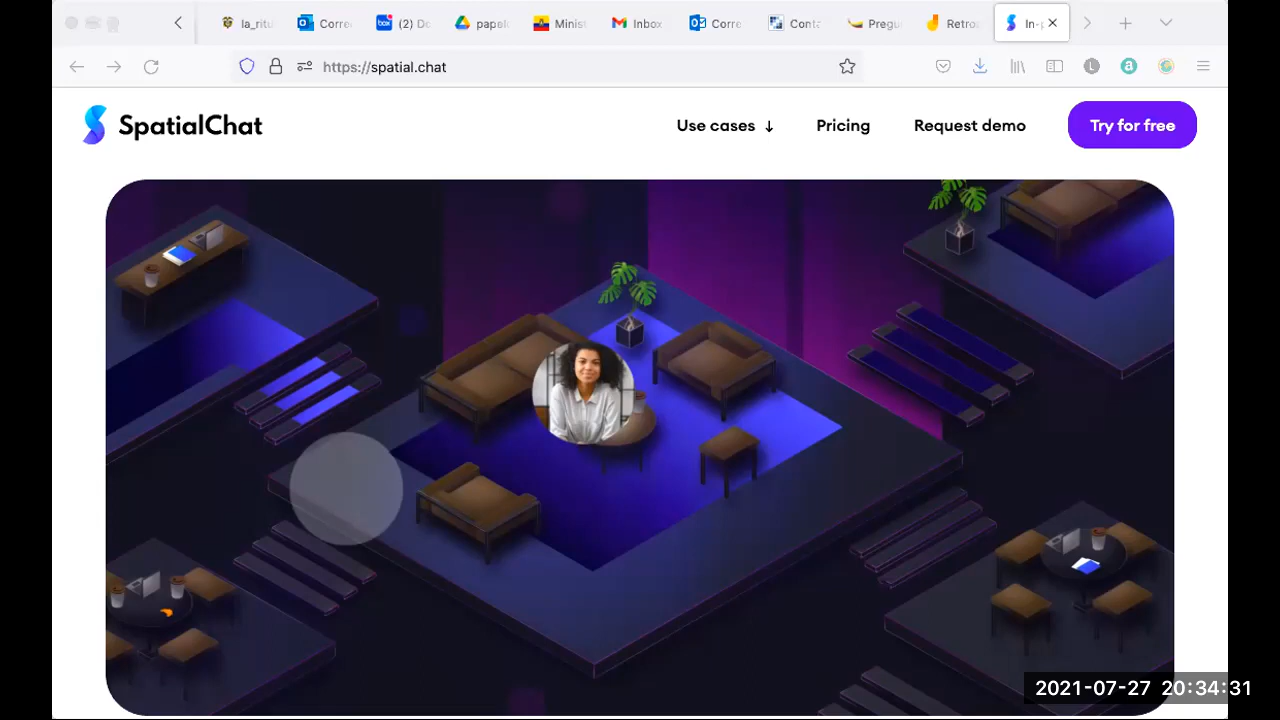 la_ritu
Corre
(2) Do
papel
Minist
Inbox
Corre
Conta
Pregu
Retro
In-p
https://spatial.chat
L
a
SpatialChat
Use cases ↓
Pricing
Request demo
Try for free
2021-07-27 20:34:31